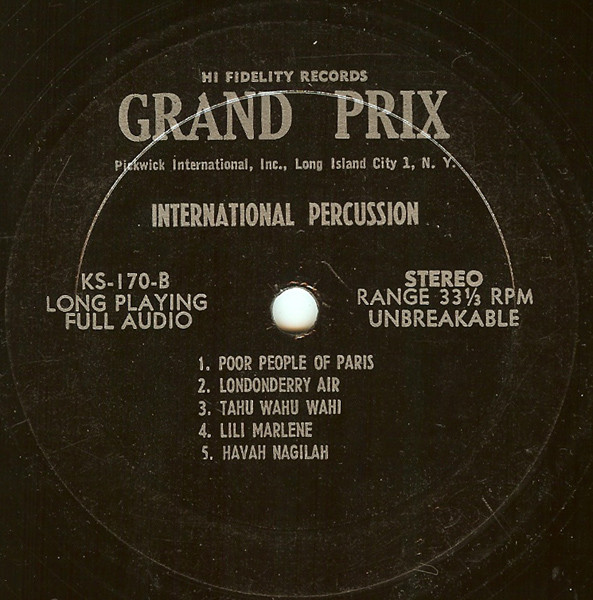 HI FIDELITY RECORDS
GRAND PRIX
Pickwick International, Inc., Long Island City 1, N. Y.
INTERNATIONAL PERCUSSION
KS-170-B
LONG PLAYING
FULL AUDIO
STEREO
RANGE 33⅓ RPM
UNBREAKABLE
1. POOR PEOPLE OF PARIS
2. LONDONDERRY AIR
3. TAHU WAHU WAHI
4. LILI MARLENE
5. HAVAH NAGILAH